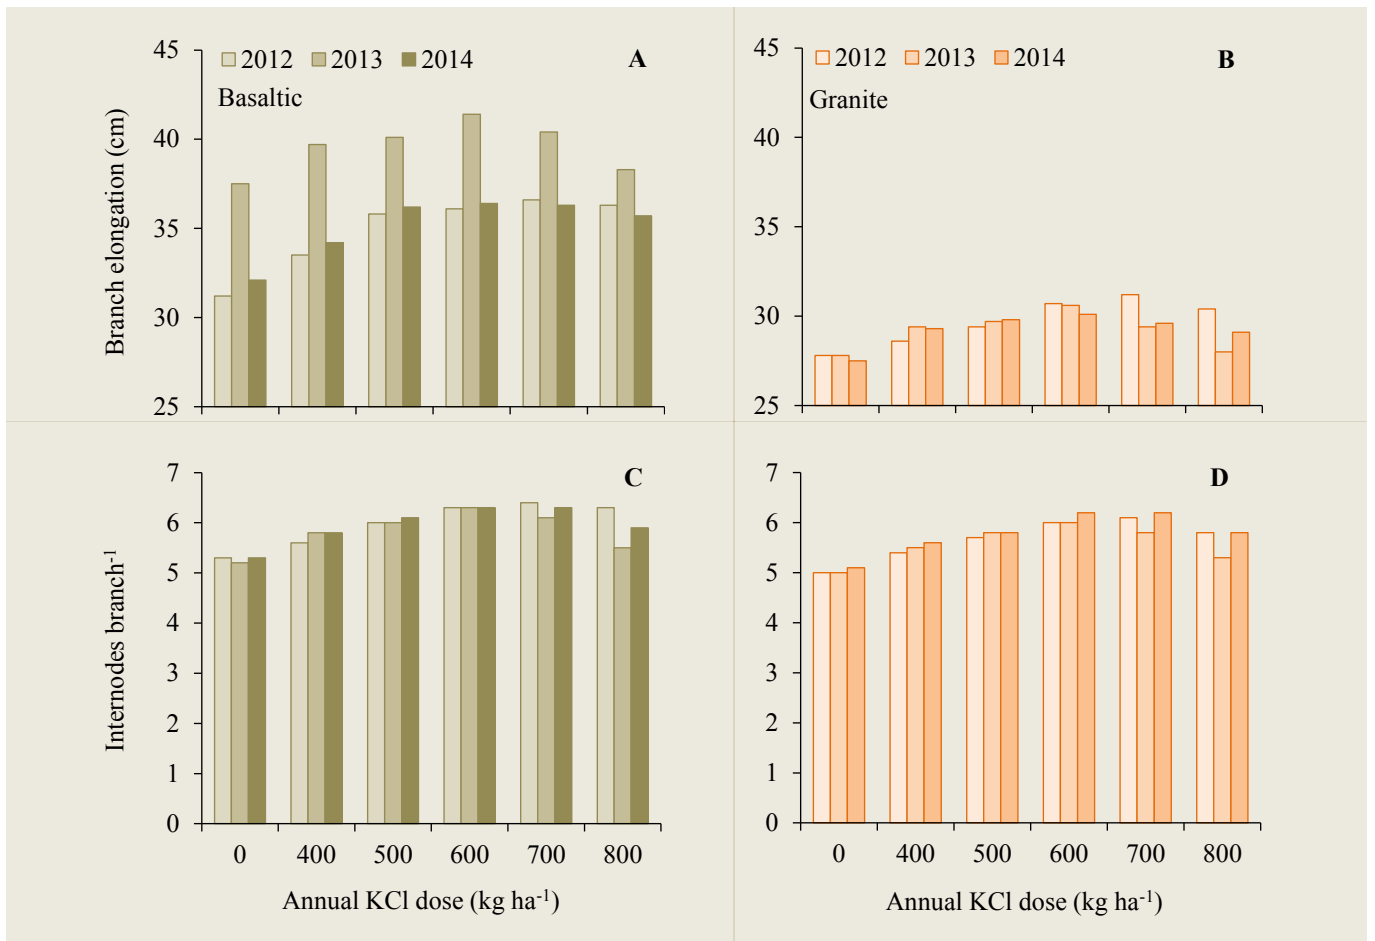 45
40
35
30
25
Branch elongation (cm)
2012 2013 2014
A
Basaltic
45
40
35
30
25
2012 2013 2014
B
Granite
7
6
5
4
3
2
1
0
Internodes branch⁻¹
C
0 400 500 600 700 800
Annual KCl dose (kg ha⁻¹)
7
6
5
4
3
2
1
0
D
0 400 500 600 700 800
Annual KCl dose (kg ha⁻¹)